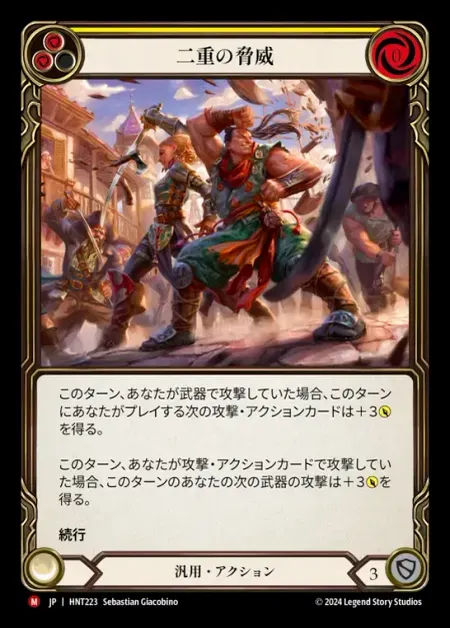 二重の脅威
0
このターン、あなたが武器で攻撃していた場合、このターン
にあなたがプレイする次の攻撃・アクションカードは＋3
を得る。
このターン、あなたが攻撃・アクションカードで攻撃してい
た場合、このターンのあなたの次の武器の攻撃は＋3を
得る。
続行
汎用・アクション
3
M JP | HNT223 Sebastian Giacobino
© 2024 Legend Story Studios